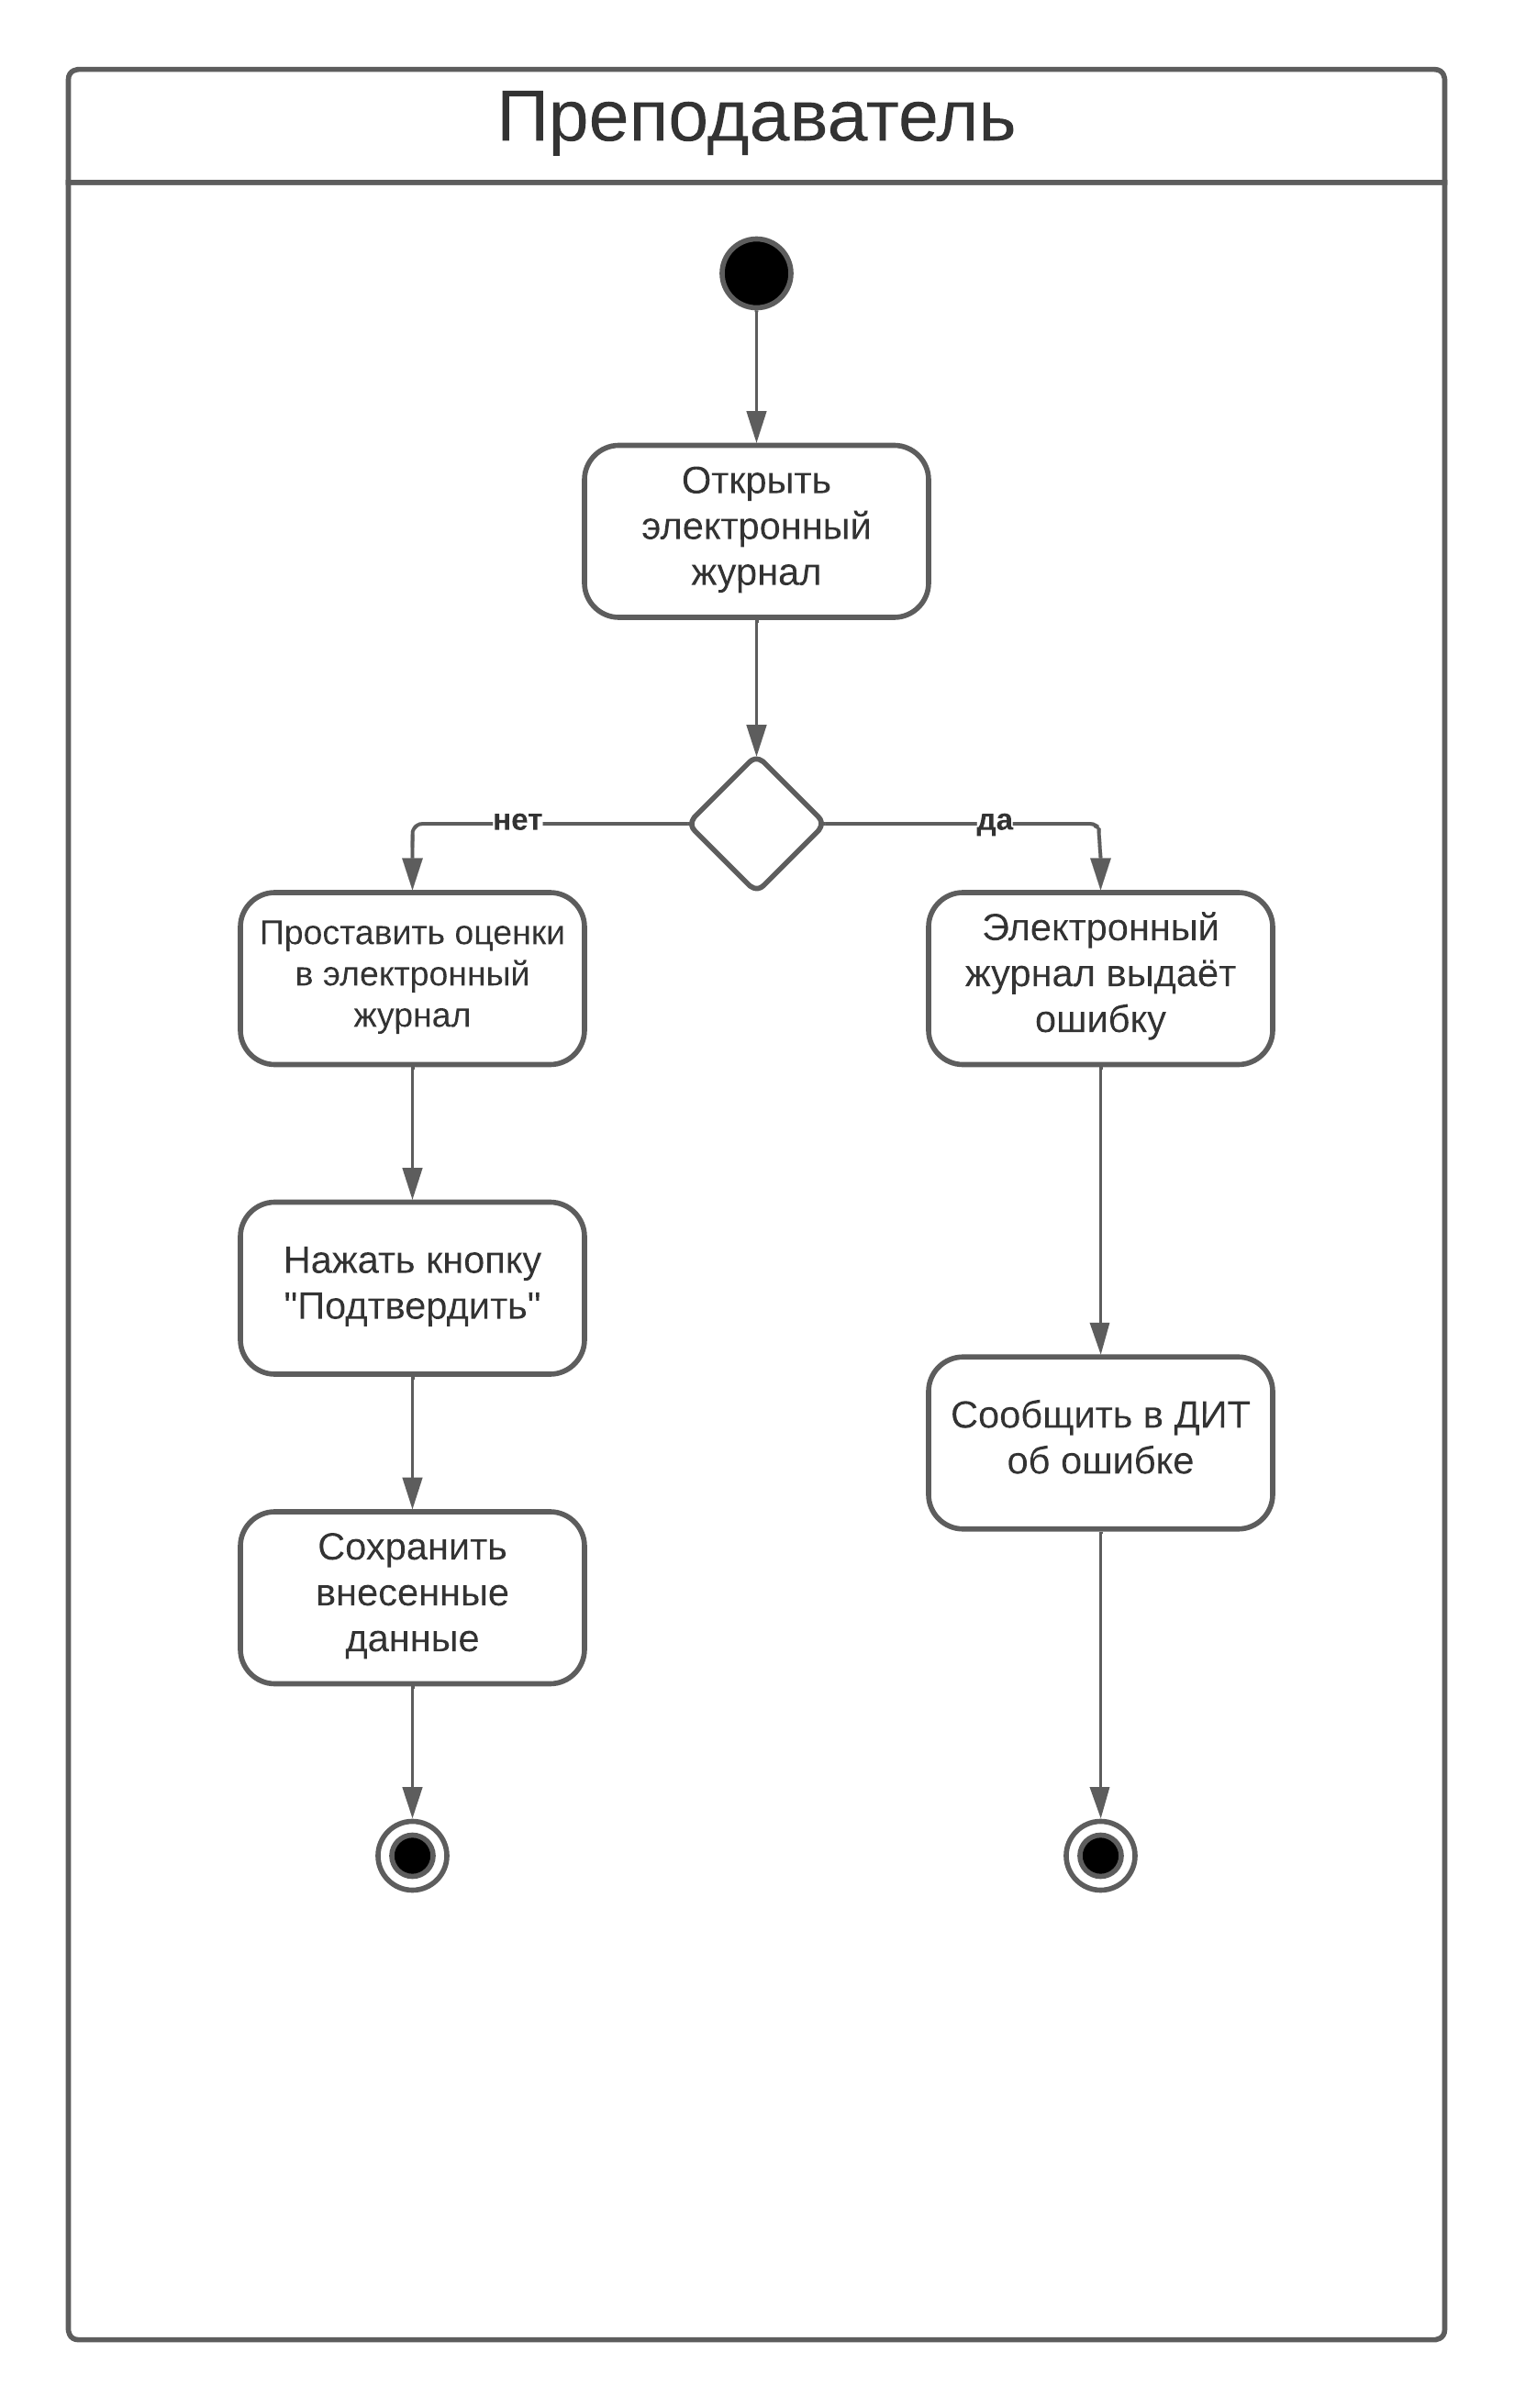 Преподаватель
Открыть
электронный
журнал
нет
да
Проставить оценки
в электронный
журнал
Электронный
журнал выдаёт
ошибку
Нажать кнопку
"Подтвердить"
Сообщить в ДИТ
об ошибке
Сохранить
внесенные
данные